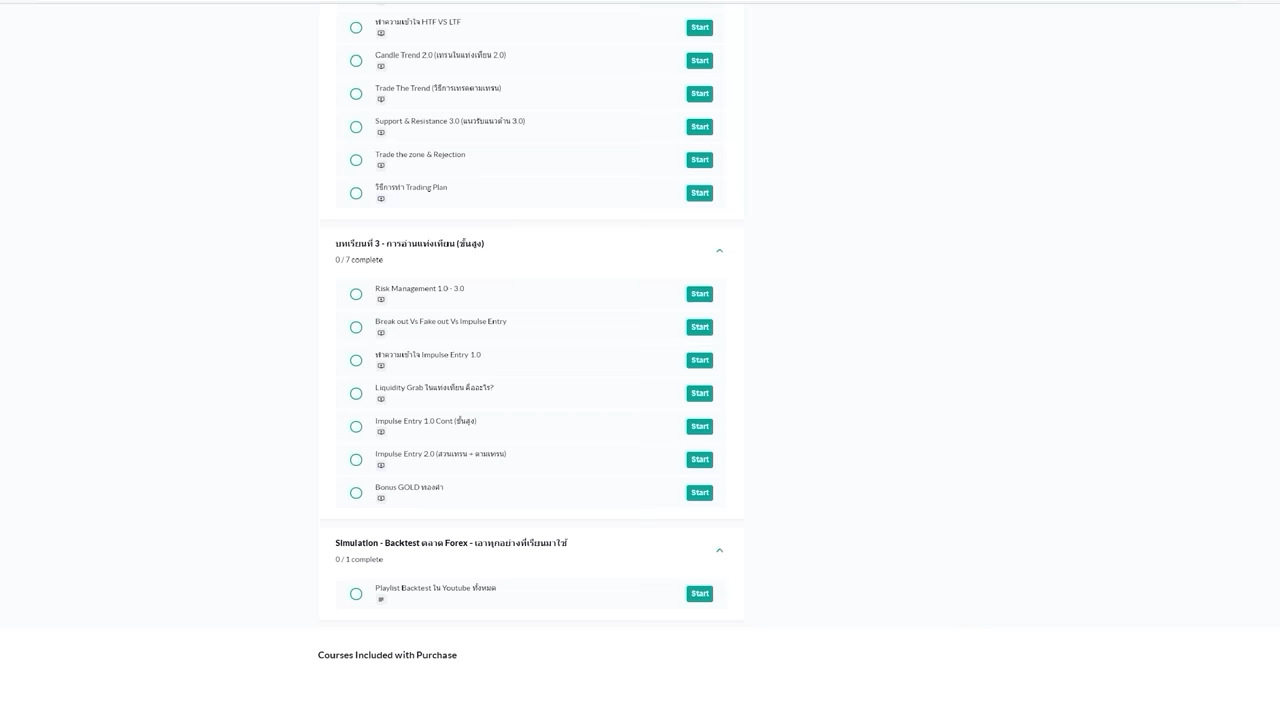 ทำความเข้าใจ HTF VS LTF
Start
Candle Trend 2.0 (เทรนในแท่งเทียน 2.0)
Start
Trade The Trend (วิธีการเทรดตามเทรน)
Start
Support & Resistance 3.0 (แนวรับแนวต้าน 3.0)
Start
Trade the zone & Rejection
Start
วิธีการทำ Trading Plan
Start
บทเรียนที่ 3 - การอ่านแท่งเทียน (ขั้นสูง)
0 / 7 complete
Risk Management 1.0 - 3.0
Start
Break out Vs Fake out Vs Impulse Entry
Start
ทำความเข้าใจ Impulse Entry 1.0
Start
Liquidity Grab ในแท่งเทียน คืออะไร?
Start
Impulse Entry 1.0 Cont (ขั้นสูง)
Start
Impulse Entry 2.0 (สวนเทรน + ตามเทรน)
Start
Bonus GOLD ทองคำ
Start
Simulation - Backtest ตลาด Forex - เอาทุกอย่างที่เรียนมาใช้
0 / 1 complete
Playlist Backtest ใน Youtube ทั้งหมด
Start
Courses Included with Purchase